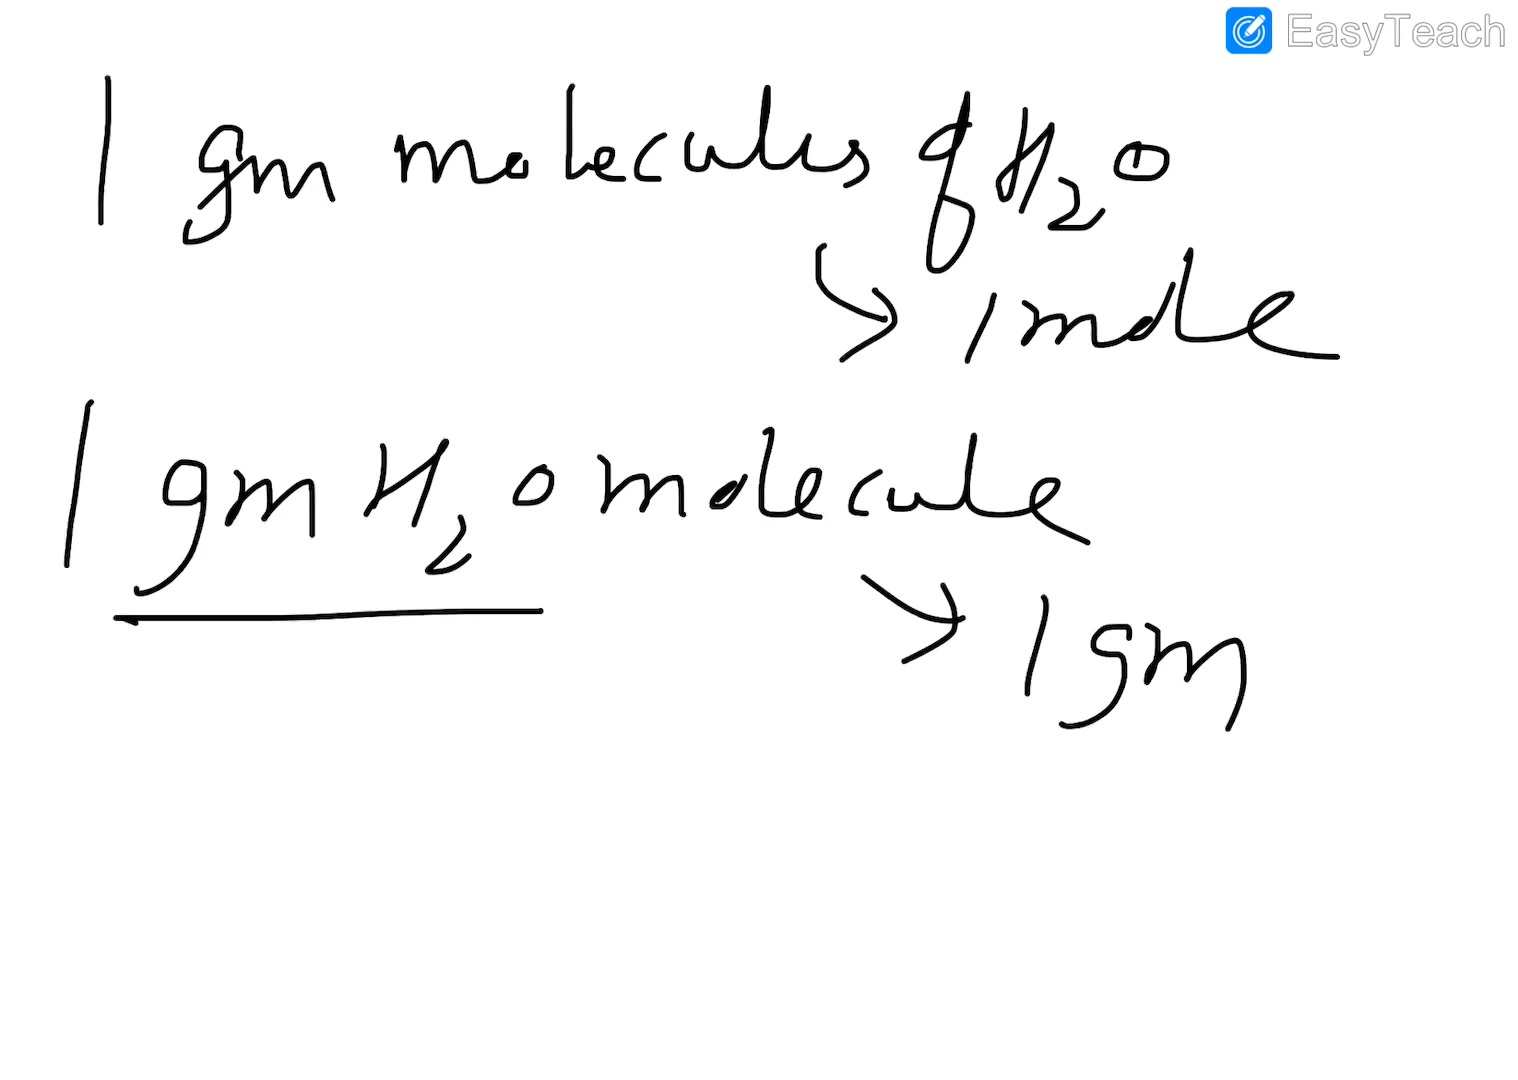 EasyTeach
1 gm molecules of H₂O
→ 1 mole
1 gm H₂O molecule
→ 1 gm